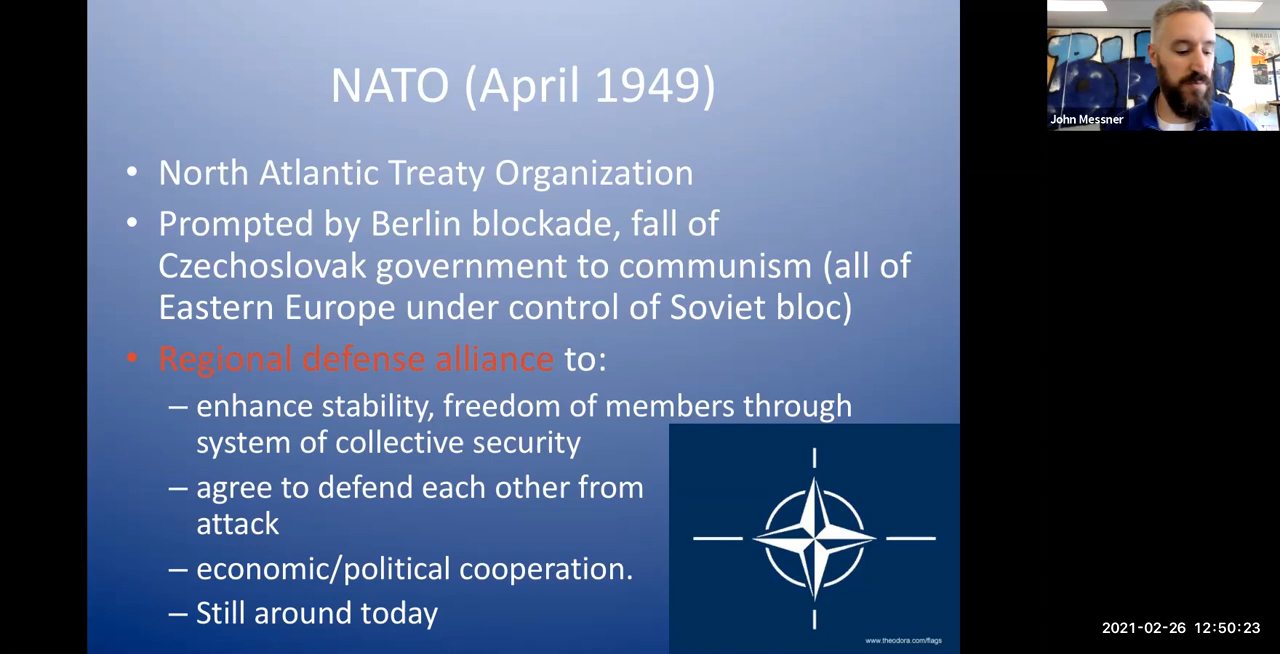 NATO (April 1949)
• North Atlantic Treaty Organization
• Prompted by Berlin blockade, fall of
Czechoslovak government to communism (all of
Eastern Europe under control of Soviet bloc)
• Regional defense alliance to:
– enhance stability, freedom of members through
system of collective security
– agree to defend each other from
attack
– economic/political cooperation.
– Still around today
www.theodora.com/flags
John Messner
2021-02-26 12:50:23